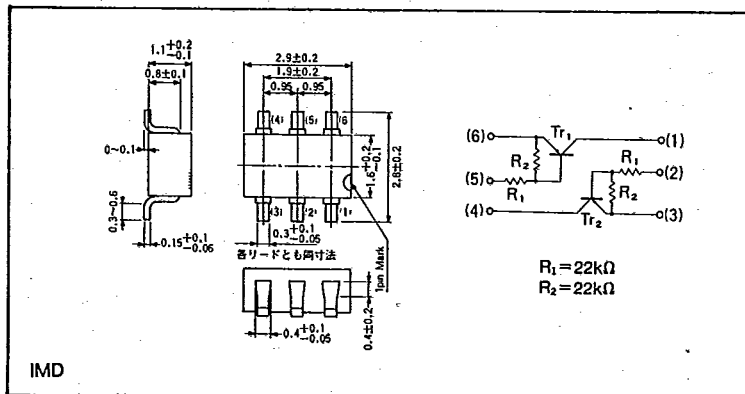 1.1+0.2−0.1
0.8±0.1
0~0.1
0.3~0.6
0.15+0.1−0.06
2.9±0.2
1.9±0.2
0.95 0.95
(4) (5) (6
1.6+0.2−0.1
2.8±0.2
(3) (2) (1)
0.3+0.1−0.05
各リードとも同寸法
1pin Mark
0.4±0.2
0.4+0.1−0.05
(6) Tr1 (1)
R2 R1 (2)
(5) R1 R2
(4) Tr2 (3)
R1=22kΩ
R2=22kΩ
IMD